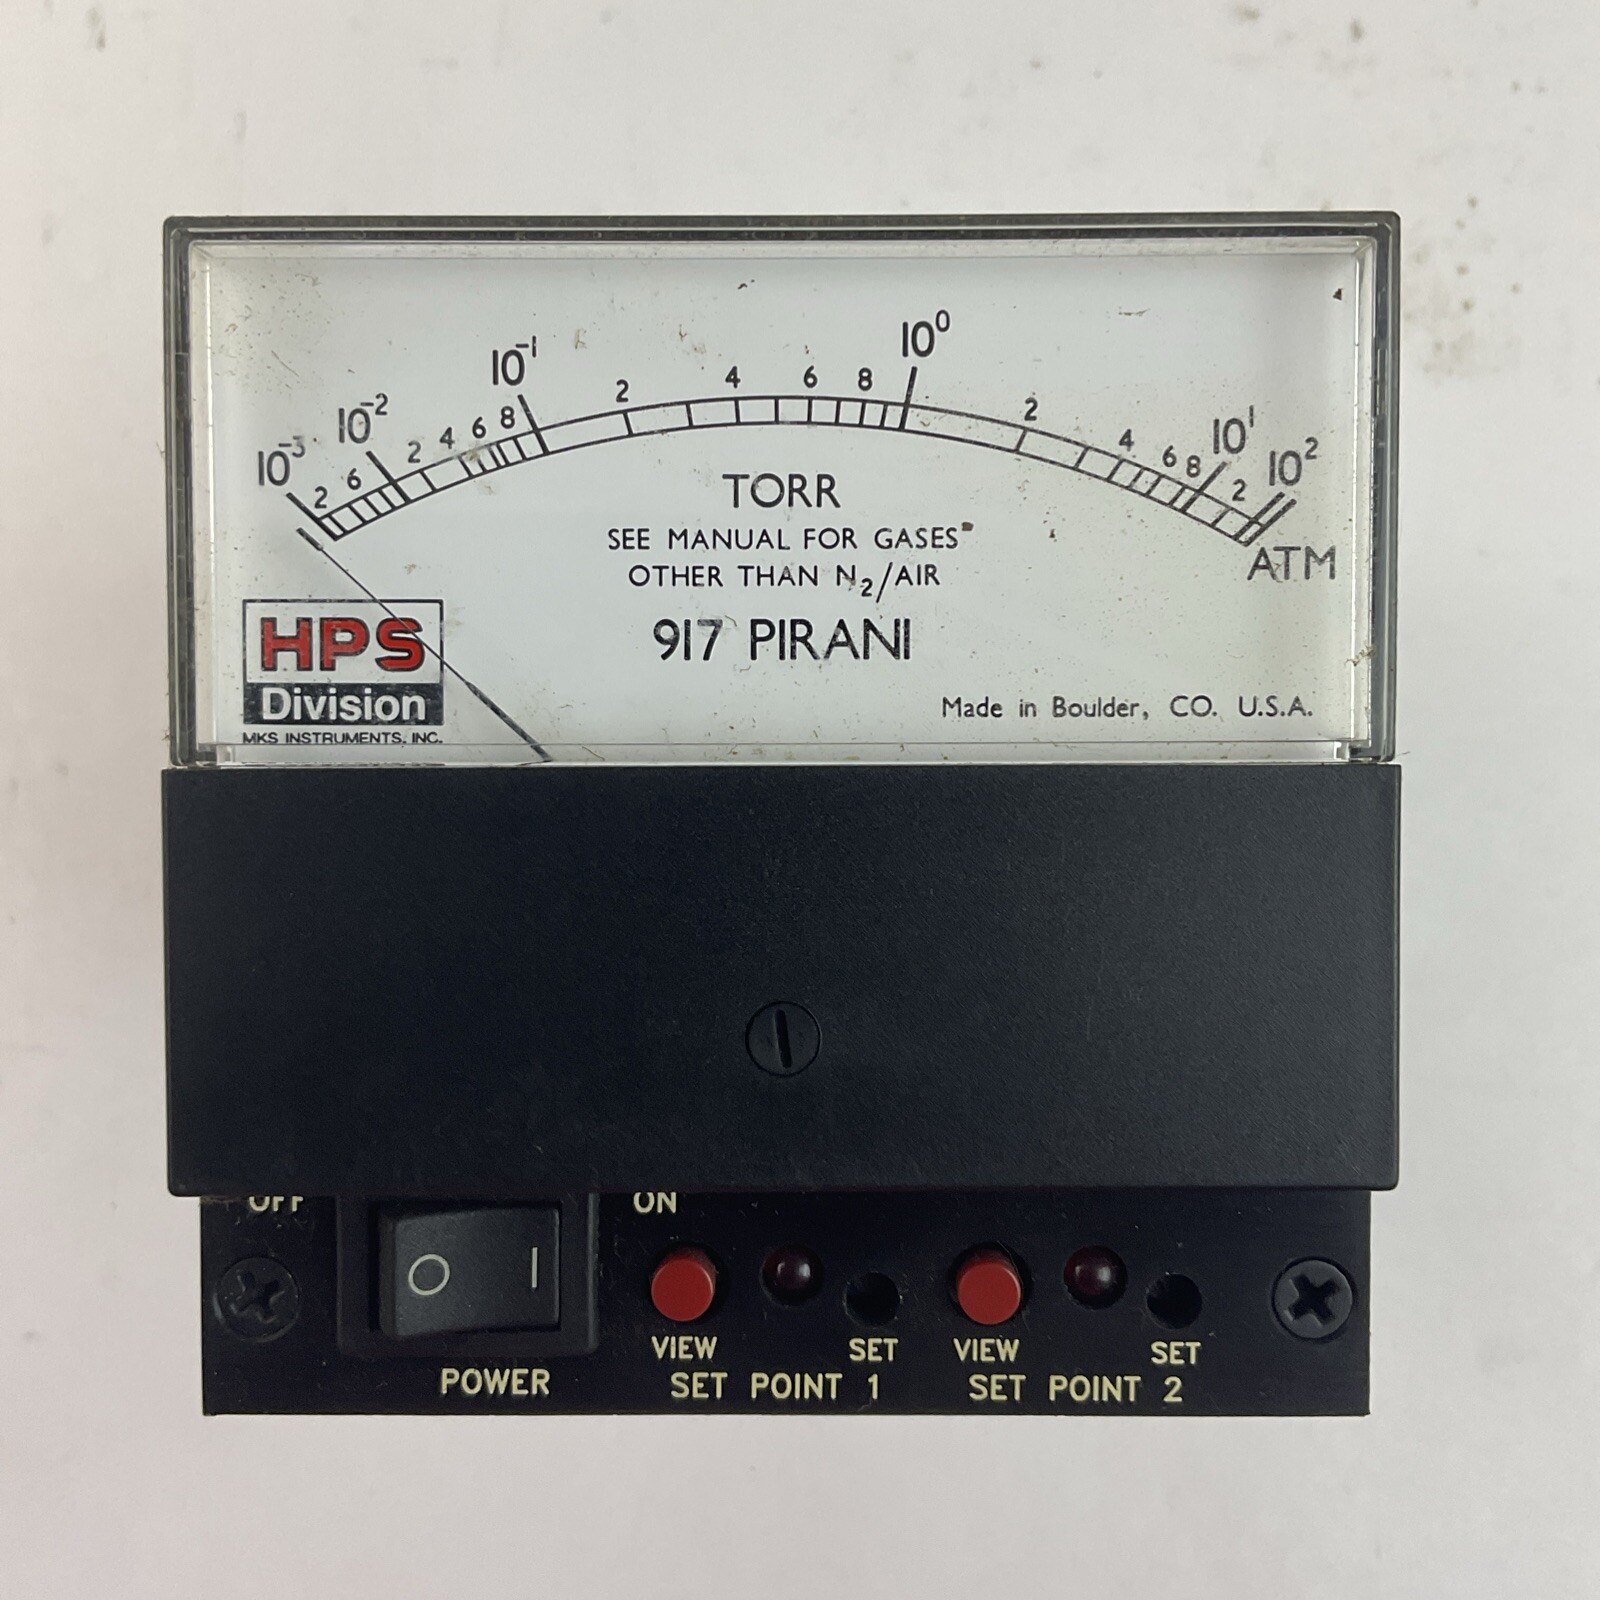 10⁻³ 10⁻² 10⁻¹ 10⁰ 10¹ 10²
2 6 2 4 6 8 2 4 6 8 2 4 6 8 2
ATM
TORR
SEE MANUAL FOR GASES
OTHER THAN N₂/AIR
917 PIRANI
HPS
Division
MKS INSTRUMENTS, INC.
Made in Boulder, CO. U.S.A.
OFF ON
O I
POWER
VIEW SET VIEW SET
SET POINT 1 SET POINT 2